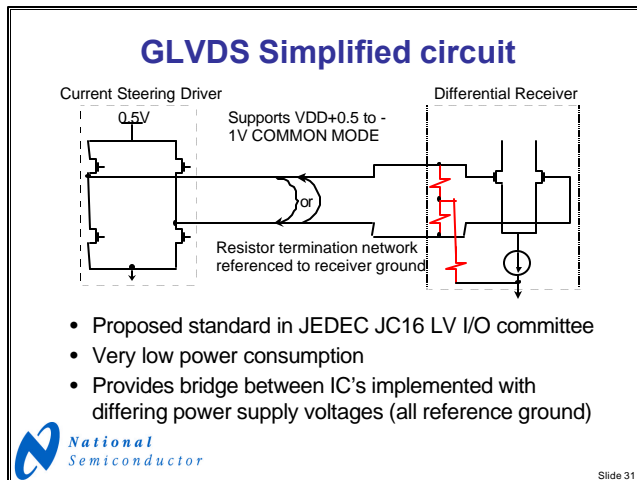 GLVDS Simplified circuit
Current Steering Driver
Differential Receiver
0.5V
Supports VDD+0.5 to -
1V COMMON MODE
or
Resistor termination network
referenced to receiver ground
• Proposed standard in JEDEC JC16 LV I/O committee
• Very low power consumption
• Provides bridge between IC's implemented with
differing power supply voltages (all reference ground)
National
Semiconductor
Slide 31